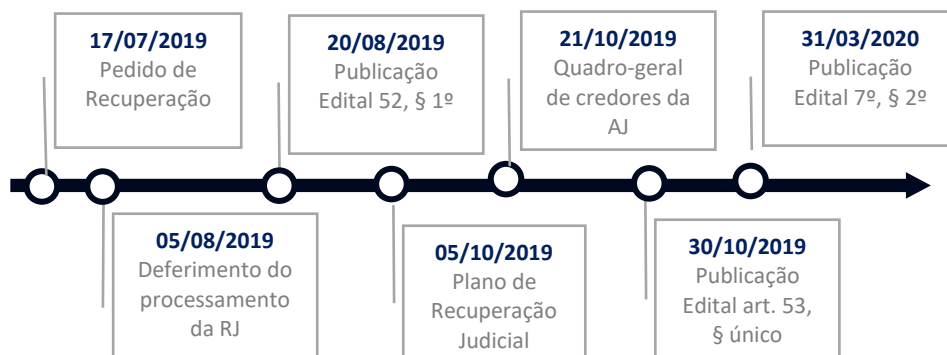 17/07/2019
Pedido de
Recuperação
20/08/2019
Publicação
Edital 52, § 1º
21/10/2019
Quadro-geral
de credores da
AJ
31/03/2020
Publicação
Edital 7º, § 2º
05/08/2019
Deferimento do
processamento
da RJ
05/10/2019
Plano de
Recuperação
Judicial
30/10/2019
Publicação
Edital art. 53,
§ único